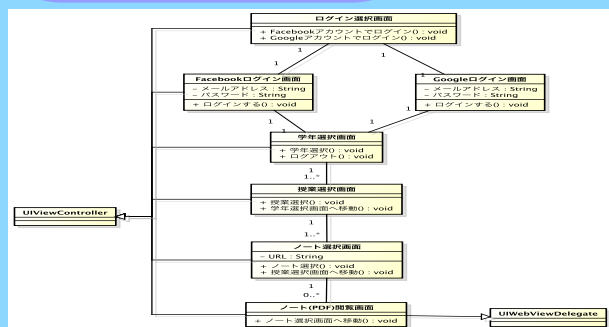 ログイン選択画面
+ Facebookアカウントでログイン() : void
+ Googleアカウントでログイン() : void
1
1
1
1
Facebookログイン画面
− メールアドレス : String
− パスワード : String
+ ログインする() : void
Googleログイン画面
− メールアドレス : String
− パスワード : String
+ ログインする() : void
1
1
1
1
学年選択画面
+ 学年選択() : void
+ ログアウト() : void
1
1..*
授業選択画面
+ 授業選択() : void
+ 学年選択画面へ移動() : void
UIViewController
1
1..*
ノート選択画面
− URL : String
+ ノート選択() : void
+ 授業選択画面へ移動() : void
1
0..*
ノート(PDF)閲覧画面
+ ノート選択画面へ移動() : void
UIWebViewDelegate